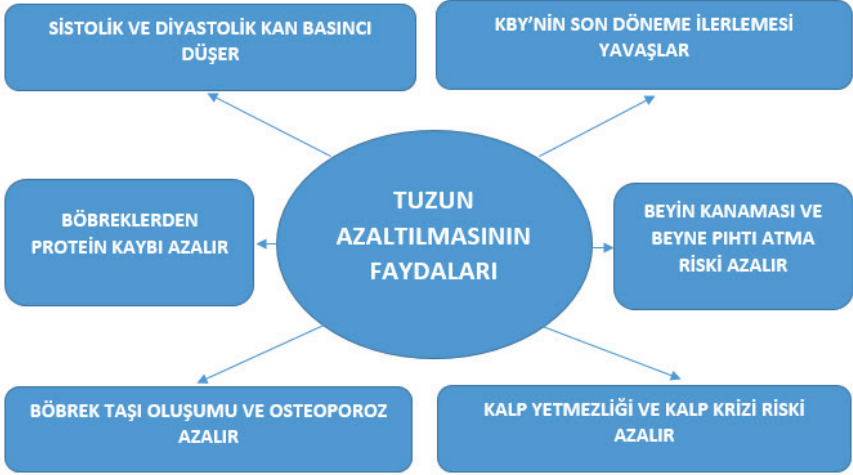 SİSTOLİK VE DİYASTOLİK KAN BASINCI
DÜŞER
KBY'NİN SON DÖNEME İLERLEMESİ
YAVAŞLAR
TUZUN
AZALTILMASININ
FAYDALARI
BÖBREKLERDEN
PROTEİN KAYBI AZALIR
BEYİN KANAMASI VE
BEYNE PIHTI ATMA
RİSKİ AZALIR
BÖBREK TAŞI OLUŞUMU VE OSTEOPOROZ
AZALIR
KALP YETMEZLİĞİ VE KALP KRİZİ RİSKİ
AZALIR